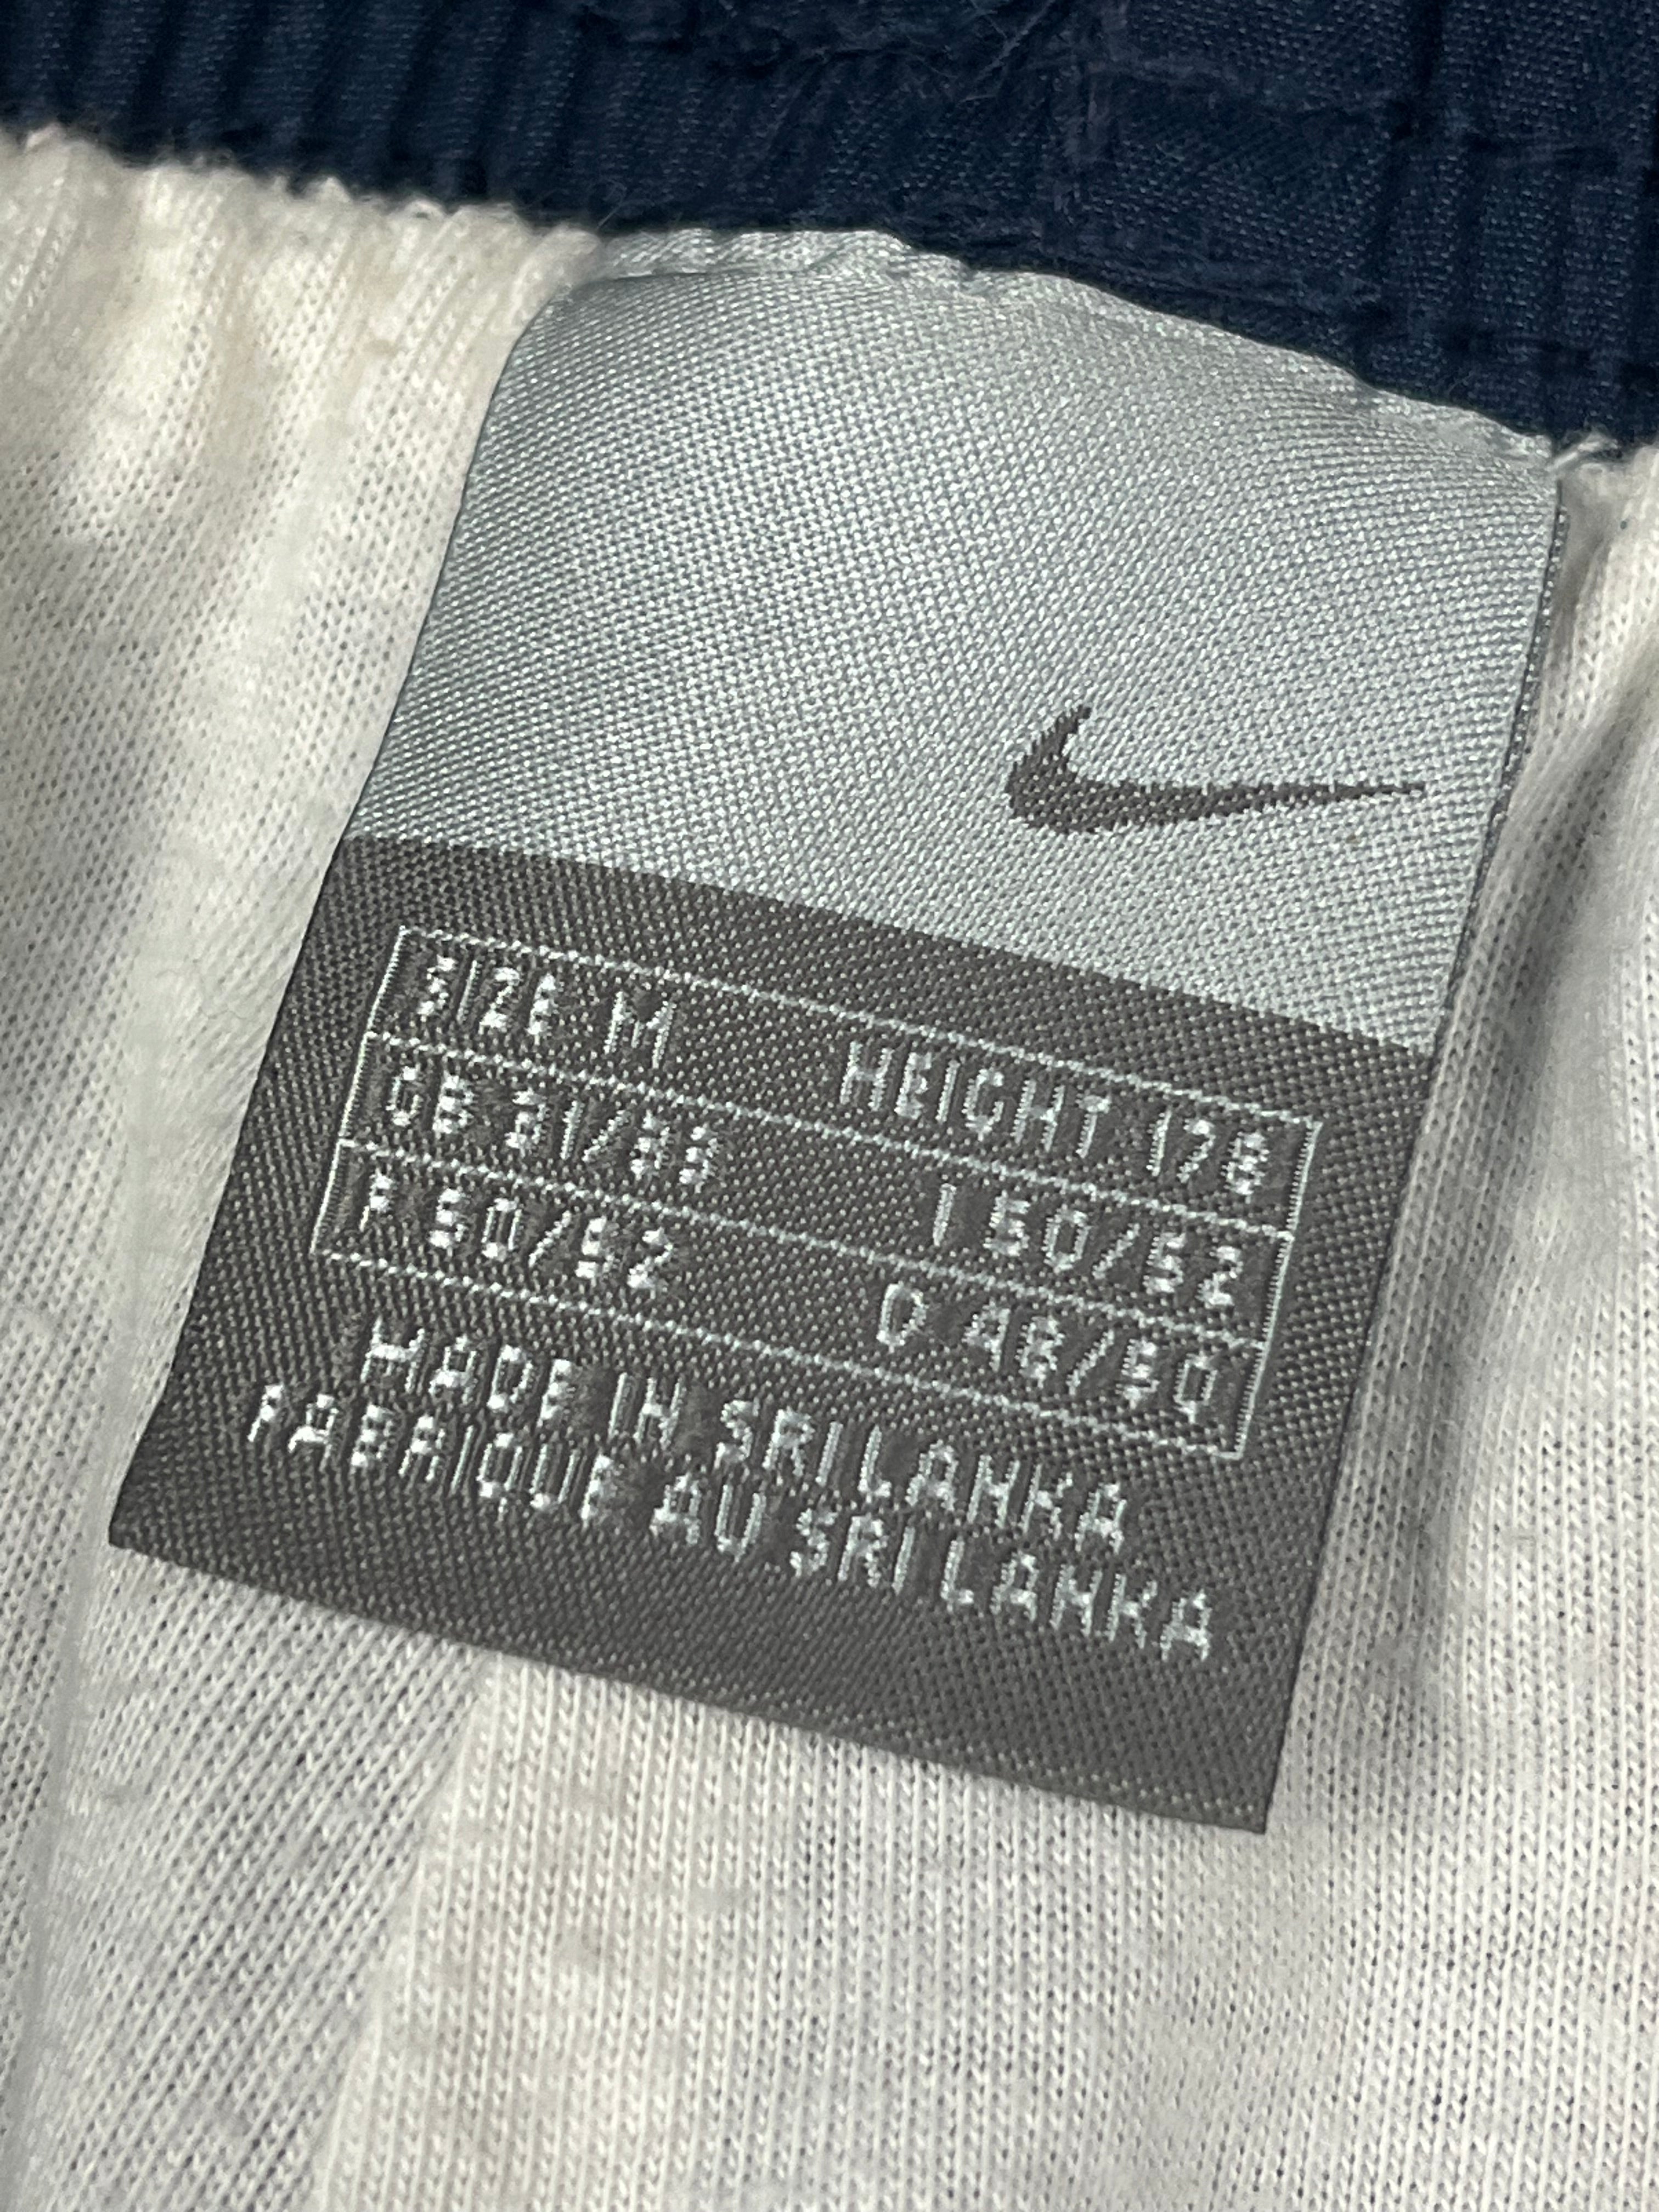 SIZE M HEIGHT 178
GB 31/33 I 50/52
F 50/52 D 48/50
MADE IN SRI LANKA
FABRIQUE AU SRI LANKA